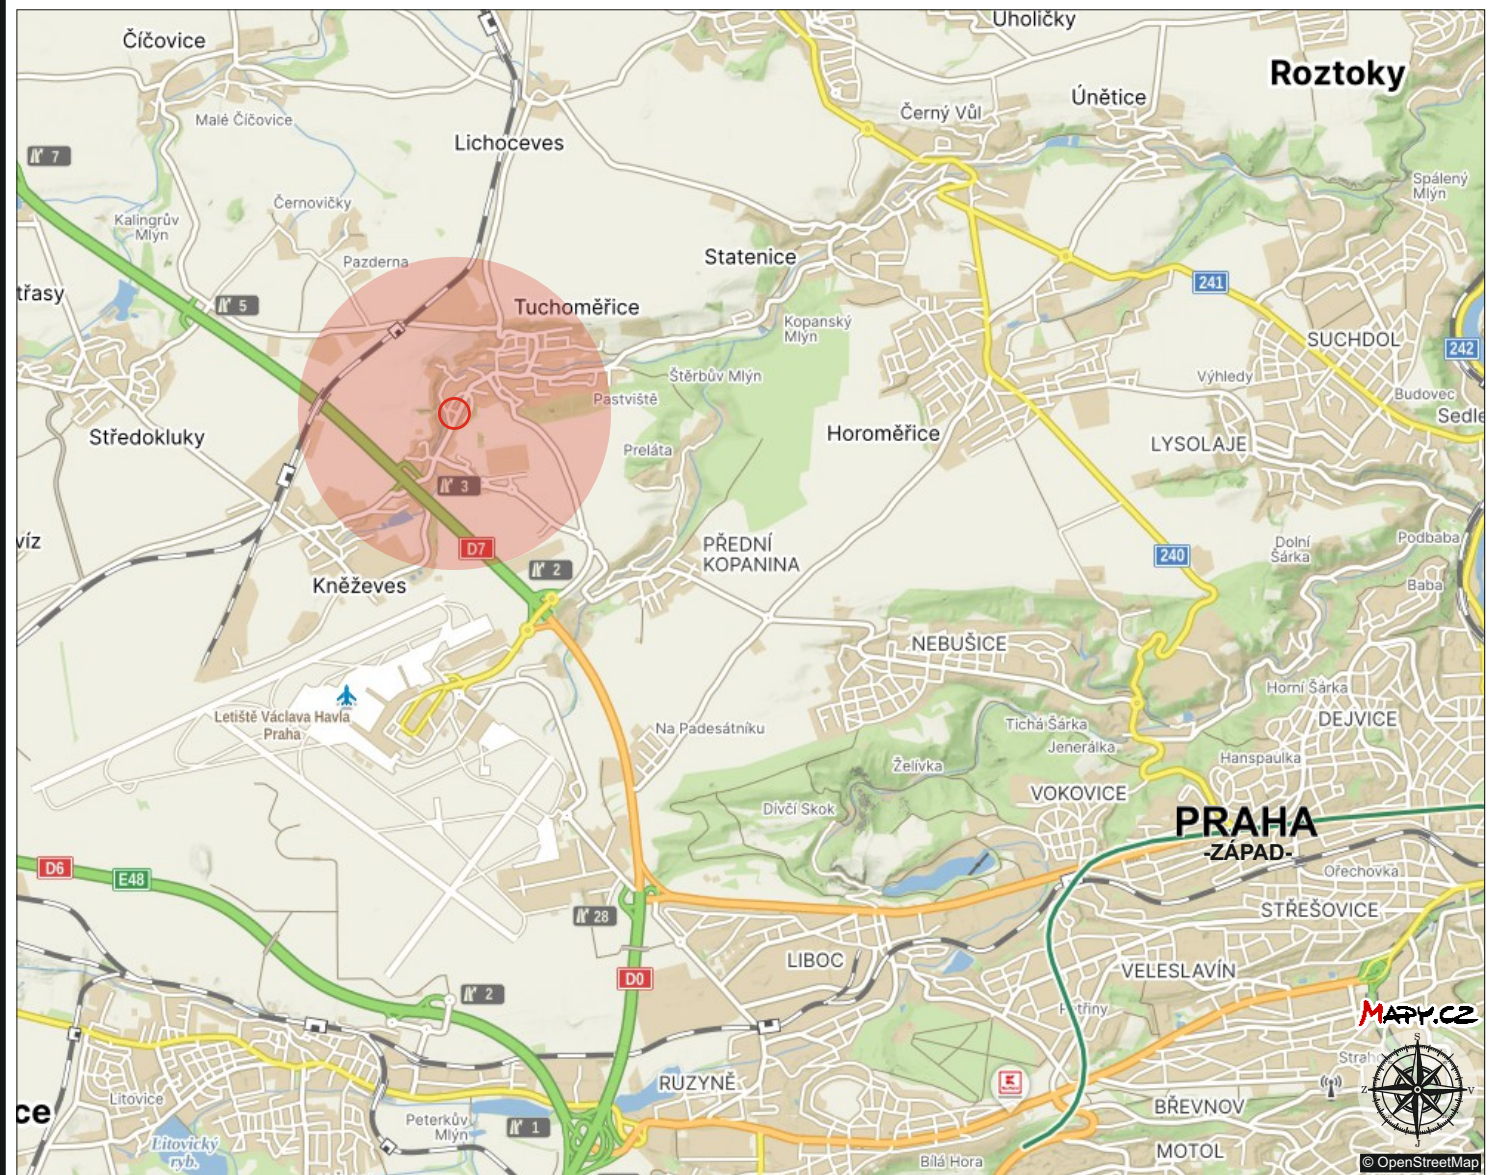 Číčovice
Úholičky
Roztoky
Malé Číčovice
Černý Vůl
Únětice
Lichoceves
7
Spálený
Mlýn
Černovičky
Kalingrův
Mlýn
Pazderna
Statenice
třasy
5
Tuchoměřice
241
Kopanský
Mlýn
SUCHDOL
242
Štěrbův Mlýn
Výhledy
Pastviště
Budovec
Sedle
Středokluky
Horoměřice
LYSOLAJE
Preláta
3
víz
D7
PŘEDNÍ
KOPANINA
Dolní
Šárka
Podbaba
240
2
Kněževes
Baba
NEBUŠICE
Horní Šárka
Letiště Václava Havla
Praha
Na Padesátníku
Tichá Šárka
DEJVICE
Jenerálka
Hanspaulka
Želívka
VOKOVICE
Dívčí Skok
PRAHA
-ZÁPAD-
D6
E48
Ořechovka
28
STŘEŠOVICE
LIBOC
D0
VELESLAVÍN
2
Petřiny
MAPY.CZ
S
Strah
RUZYNĚ
Z
V
Litovice
ce
BŘEVNOV
Peterkův
Mlýn
1
Litovický
ryb.
J
MOTOL
Bílá Hora
© OpenStreetMap